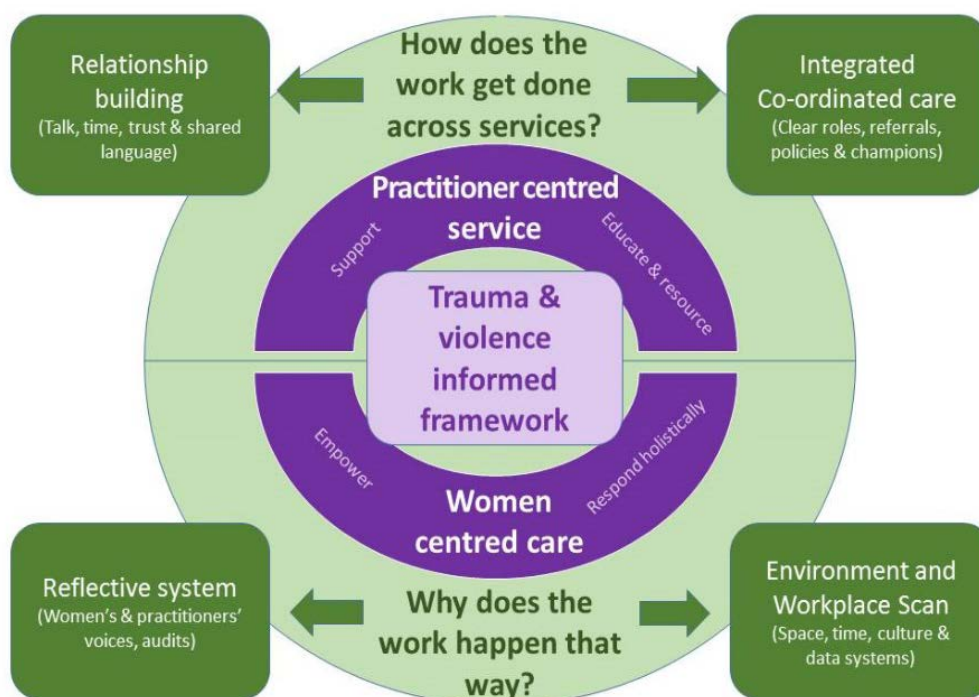 Relationship
building
(Talk, time, trust & shared
language)
How does the
work get done
across services?
Integrated
Co-ordinated care
(Clear roles, referrals,
policies & champions)
Practitioner centred
service
Support
Educate & resource
Trauma &
violence
informed
framework
Empower
Respond holistically
Women
centred care
Reflective system
(Women's & practitioners'
voices, audits)
Why does the
work happen that
way?
Environment and
Workplace Scan
(Space, time, culture &
data systems)